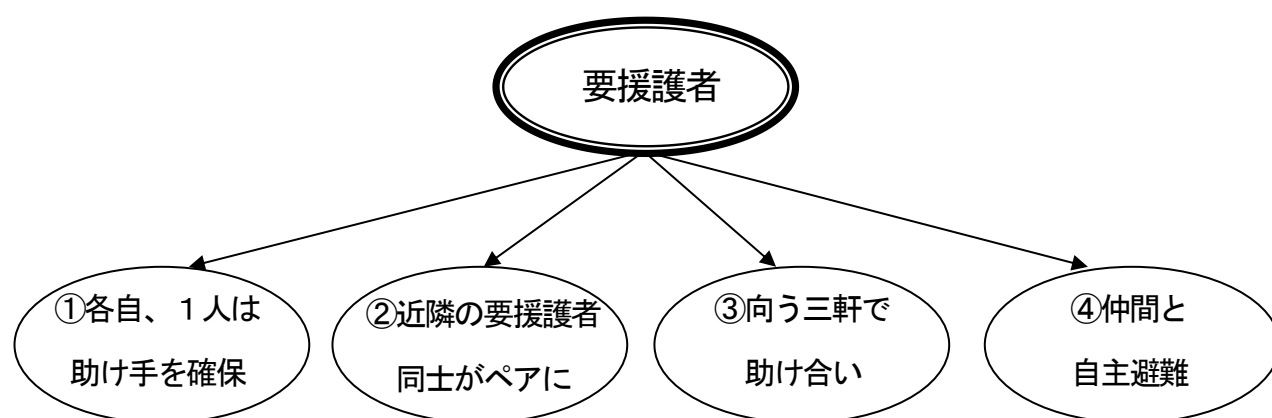 要援護者
①各自、１人は
助け手を確保
②近隣の要援護者
同士がペアに
③向う三軒で
助け合い
④仲間と
自主避難